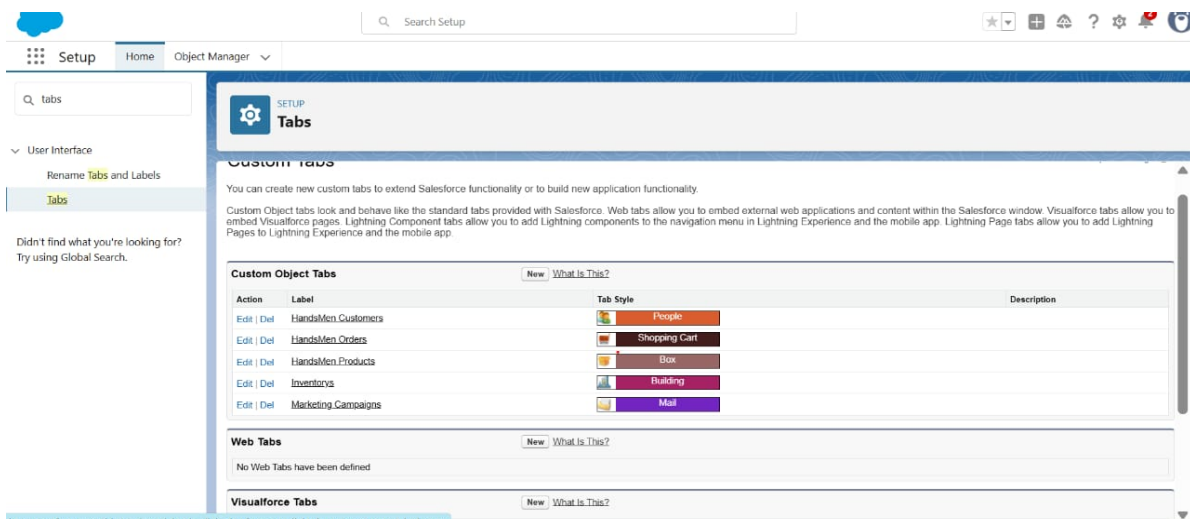 Search Setup
2
Setup
Home
Object Manager
tabs
User Interface
Rename Tabs and Labels
Tabs
Didn't find what you're looking for?
Try using Global Search.
SETUP
Tabs
Custom Tabs
You can create new custom tabs to extend Salesforce functionality or to build new application functionality.
Custom Object tabs look and behave like the standard tabs provided with Salesforce. Web tabs allow you to embed external web applications and content within the Salesforce window. Visualforce tabs allow you to
embed Visualforce pages. Lightning Component tabs allow you to add Lightning components to the navigation menu in Lightning Experience and the mobile app. Lightning Page tabs allow you to add Lightning
Pages to Lightning Experience and the mobile app.
Custom Object Tabs New What Is This?
Action Label Tab Style Description
Edit | Del HandsMen Customers People
Edit | Del HandsMen Orders Shopping Cart
Edit | Del HandsMen Products Box
Edit | Del Inventorys Building
Edit | Del Marketing Campaigns Mail
Web Tabs New What Is This?
No Web Tabs have been defined
Visualforce Tabs New What Is This?